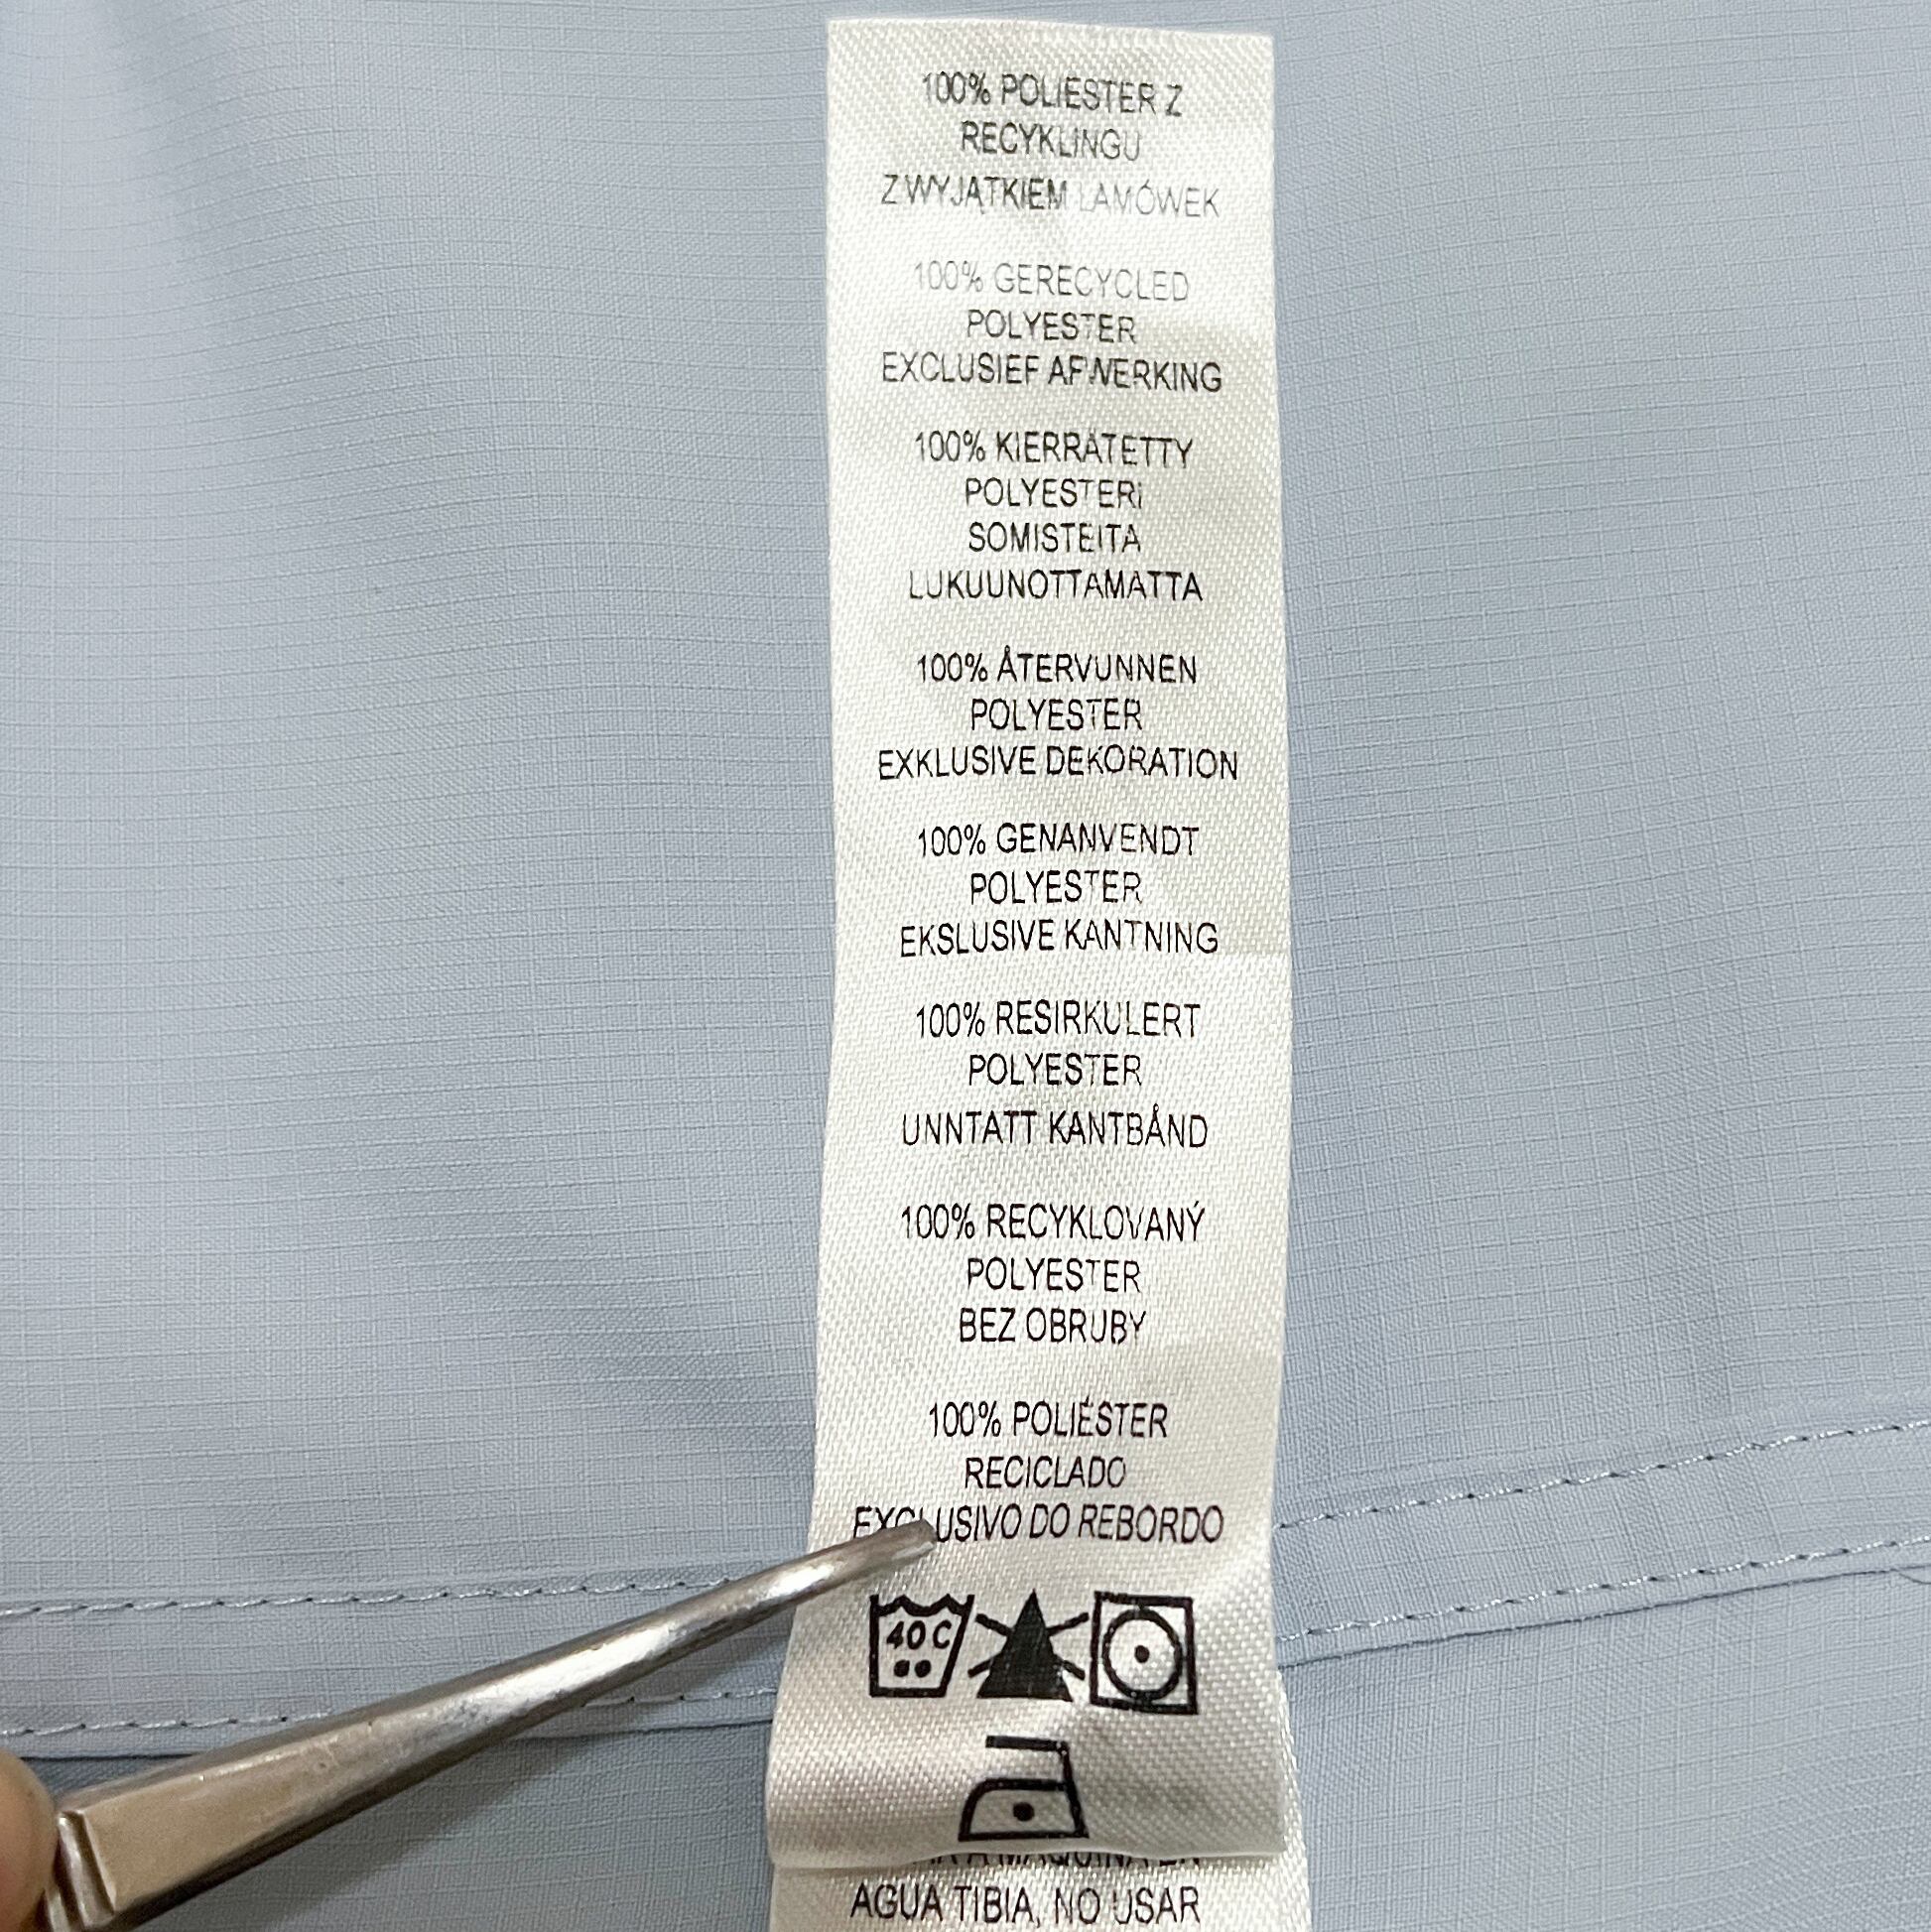 100% POLIESTER Z
RECYKLINGU
Z WYJĄTKIEM LAMÓWEK
100% GERECYCLED
POLYESTER
EXCLUSIEF AFWERKING
100% KIERRÄTETTY
POLYESTERi
SOMISTEITA
LUKUUNOTTAMATTA
100% ÅTERVUNNEN
POLYESTER
EXKLUSIVE DEKORATION
100% GENANVENDT
POLYESTER
EKSLUSIVE KANTNING
100% RESIRKULERT
POLYESTER
UNNTATT KANTBÅND
100% RECYKLOVANÝ
POLYESTER
BEZ OBRUBY
100% POLIÉSTER
RECICLADO
EXCLUSIVO DO REBORDO
40 C
A MAQUINA EN
AGUA TIBIA, NO USAR